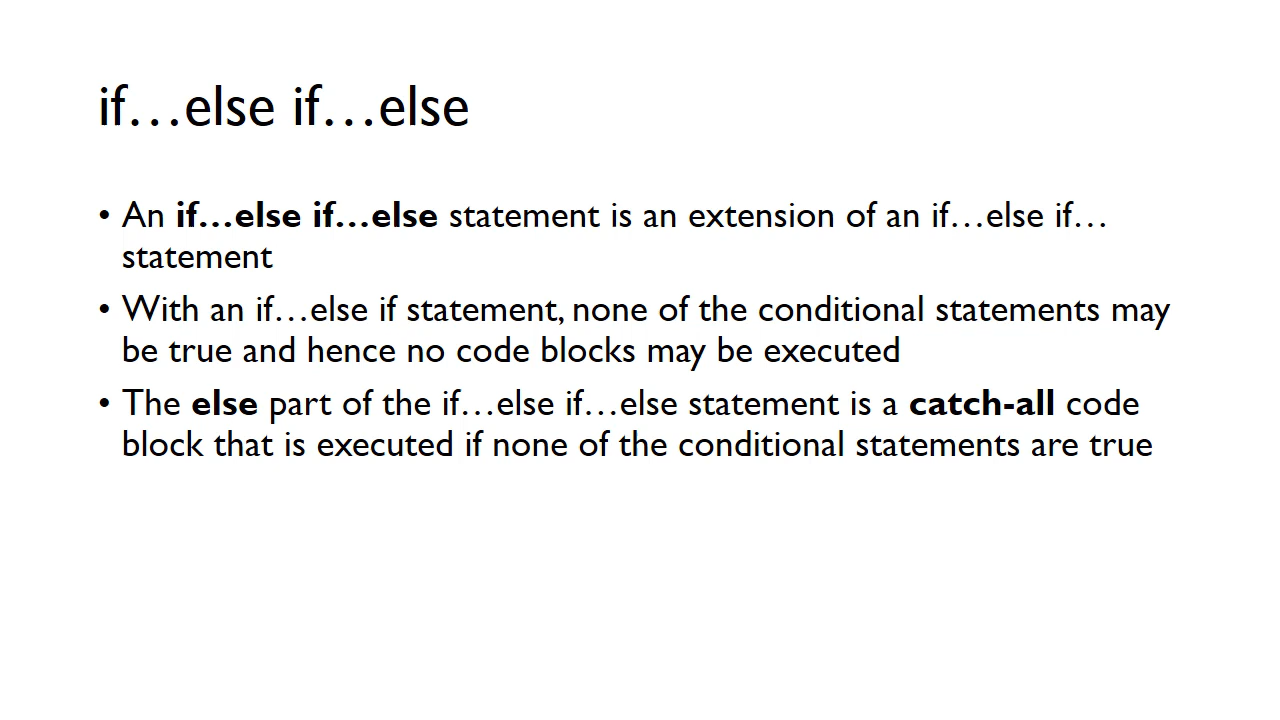 if…else if…else
• An if…else if…else statement is an extension of an if…else if…
statement
• With an if…else if statement, none of the conditional statements may
be true and hence no code blocks may be executed
• The else part of the if…else if…else statement is a catch-all code
block that is executed if none of the conditional statements are true